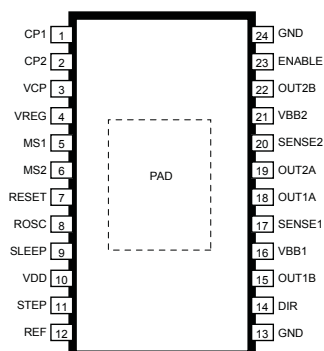 CP1 1
CP2 2
VCP 3
VREG 4
MS1 5
MS2 6
RESET 7
ROSC 8
SLEEP 9
VDD 10
STEP 11
REF 12
PAD
24 GND
23 ENABLE
22 OUT2B
21 VBB2
20 SENSE2
19 OUT2A
18 OUT1A
17 SENSE1
16 VBB1
15 OUT1B
14 DIR
13 GND